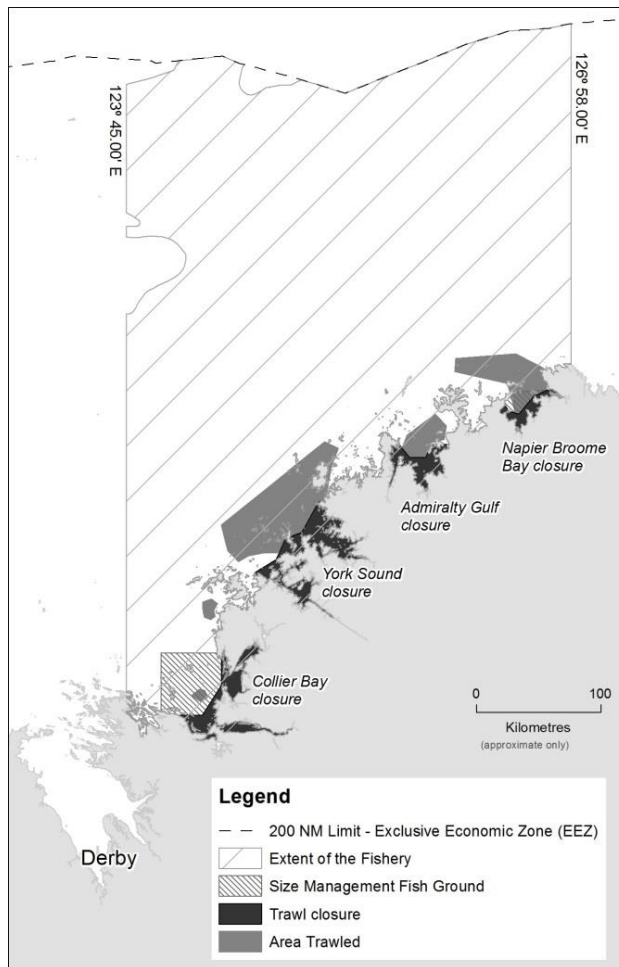 123° 45.00' E
126° 58.00' E
Napier Broome
Bay closure
Admiralty Gulf
closure
York Sound
closure
Collier Bay
closure
0 100
Kilometres
(approximate only)
Derby
Legend
200 NM Limit - Exclusive Economic Zone (EEZ)
Extent of the Fishery
Size Management Fish Ground
Trawl closure
Area Trawled